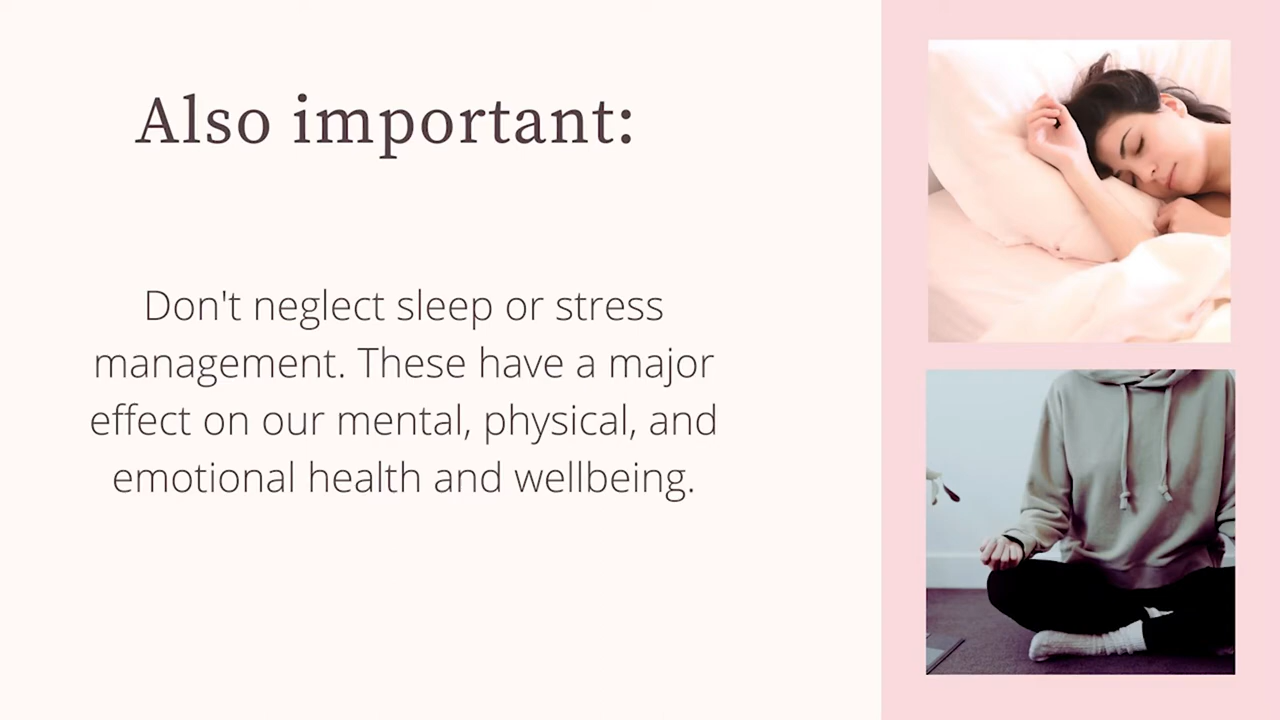 Also important:
Don't neglect sleep or stress
management. These have a major
effect on our mental, physical, and
emotional health and wellbeing.